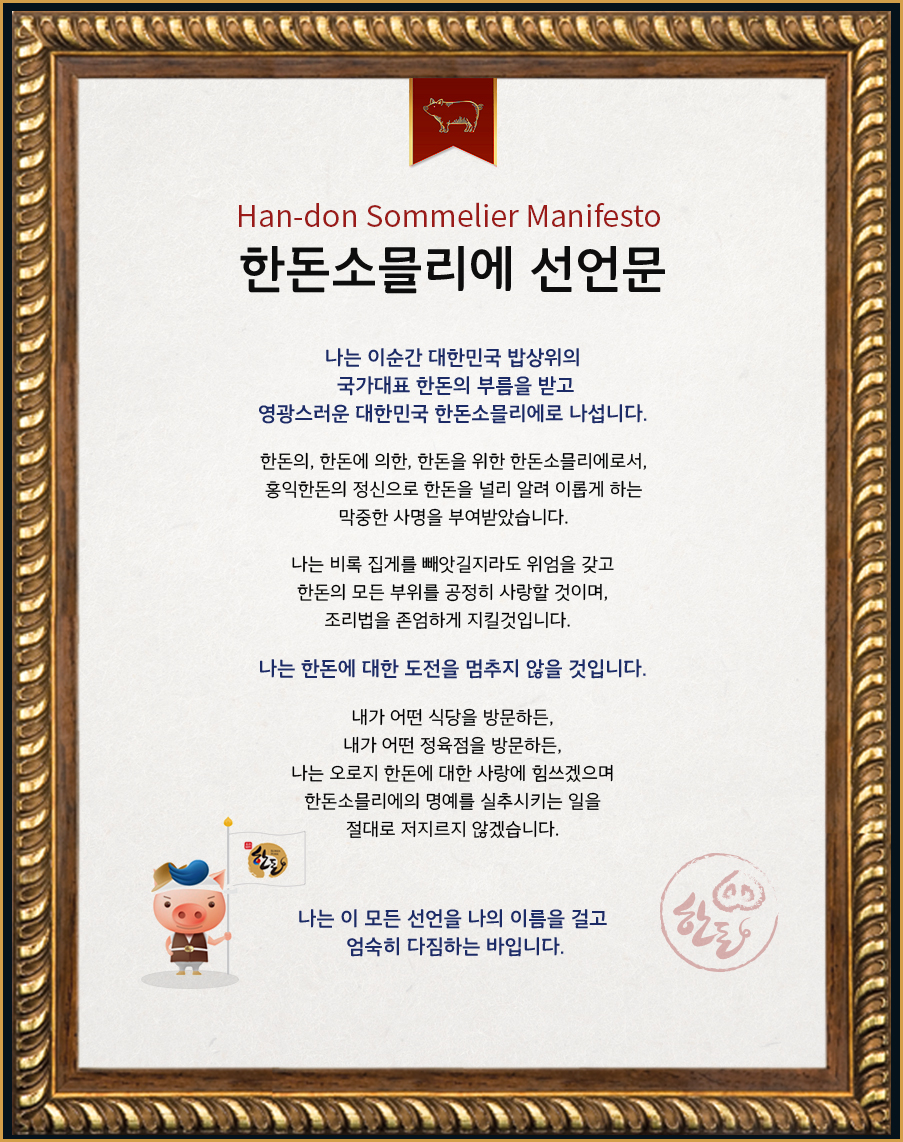 Han-don Sommelier Manifesto
한돈소믈리에 선언문
나는 이순간 대한민국 밥상위의
국가대표 한돈의 부름을 받고
영광스러운 대한민국 한돈소믈리에로 나섭니다.
한돈의, 한돈에 의한, 한돈을 위한 한돈소믈리에로서,
홍익한돈의 정신으로 한돈을 널리 알려 이롭게 하는
막중한 사명을 부여받았습니다.
나는 비록 집게를 빼앗길지라도 위엄을 갖고
한돈의 모든 부위를 공정히 사랑할 것이며,
조리법을 존엄하게 지킬것입니다.
나는 한돈에 대한 도전을 멈추지 않을 것입니다.
내가 어떤 식당을 방문하든,
내가 어떤 정육점을 방문하든,
나는 오로지 한돈에 대한 사랑에 힘쓰겠으며
한돈소믈리에의 명예를 실추시키는 일을
절대로 저지르지 않겠습니다.
한돈
나는 이 모든 선언을 나의 이름을 걸고
엄숙히 다짐하는 바입니다.
한돈